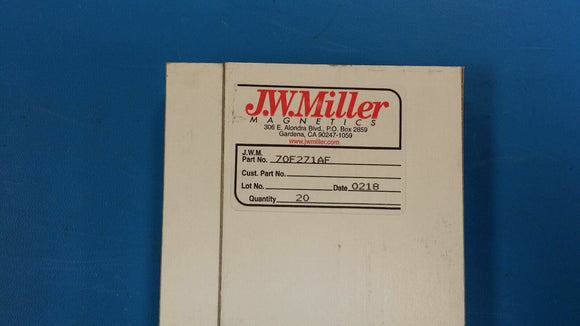 J.W.Miller
MAGNETICS
306 E. Alondra Blvd., P.O. Box 2859
Gardena, CA 90247-1059
www.jwmiller.com
J.W.M.
Part No. 70F271AF
Cust. Part No.
Lot No. Date 0218
Quantity 20